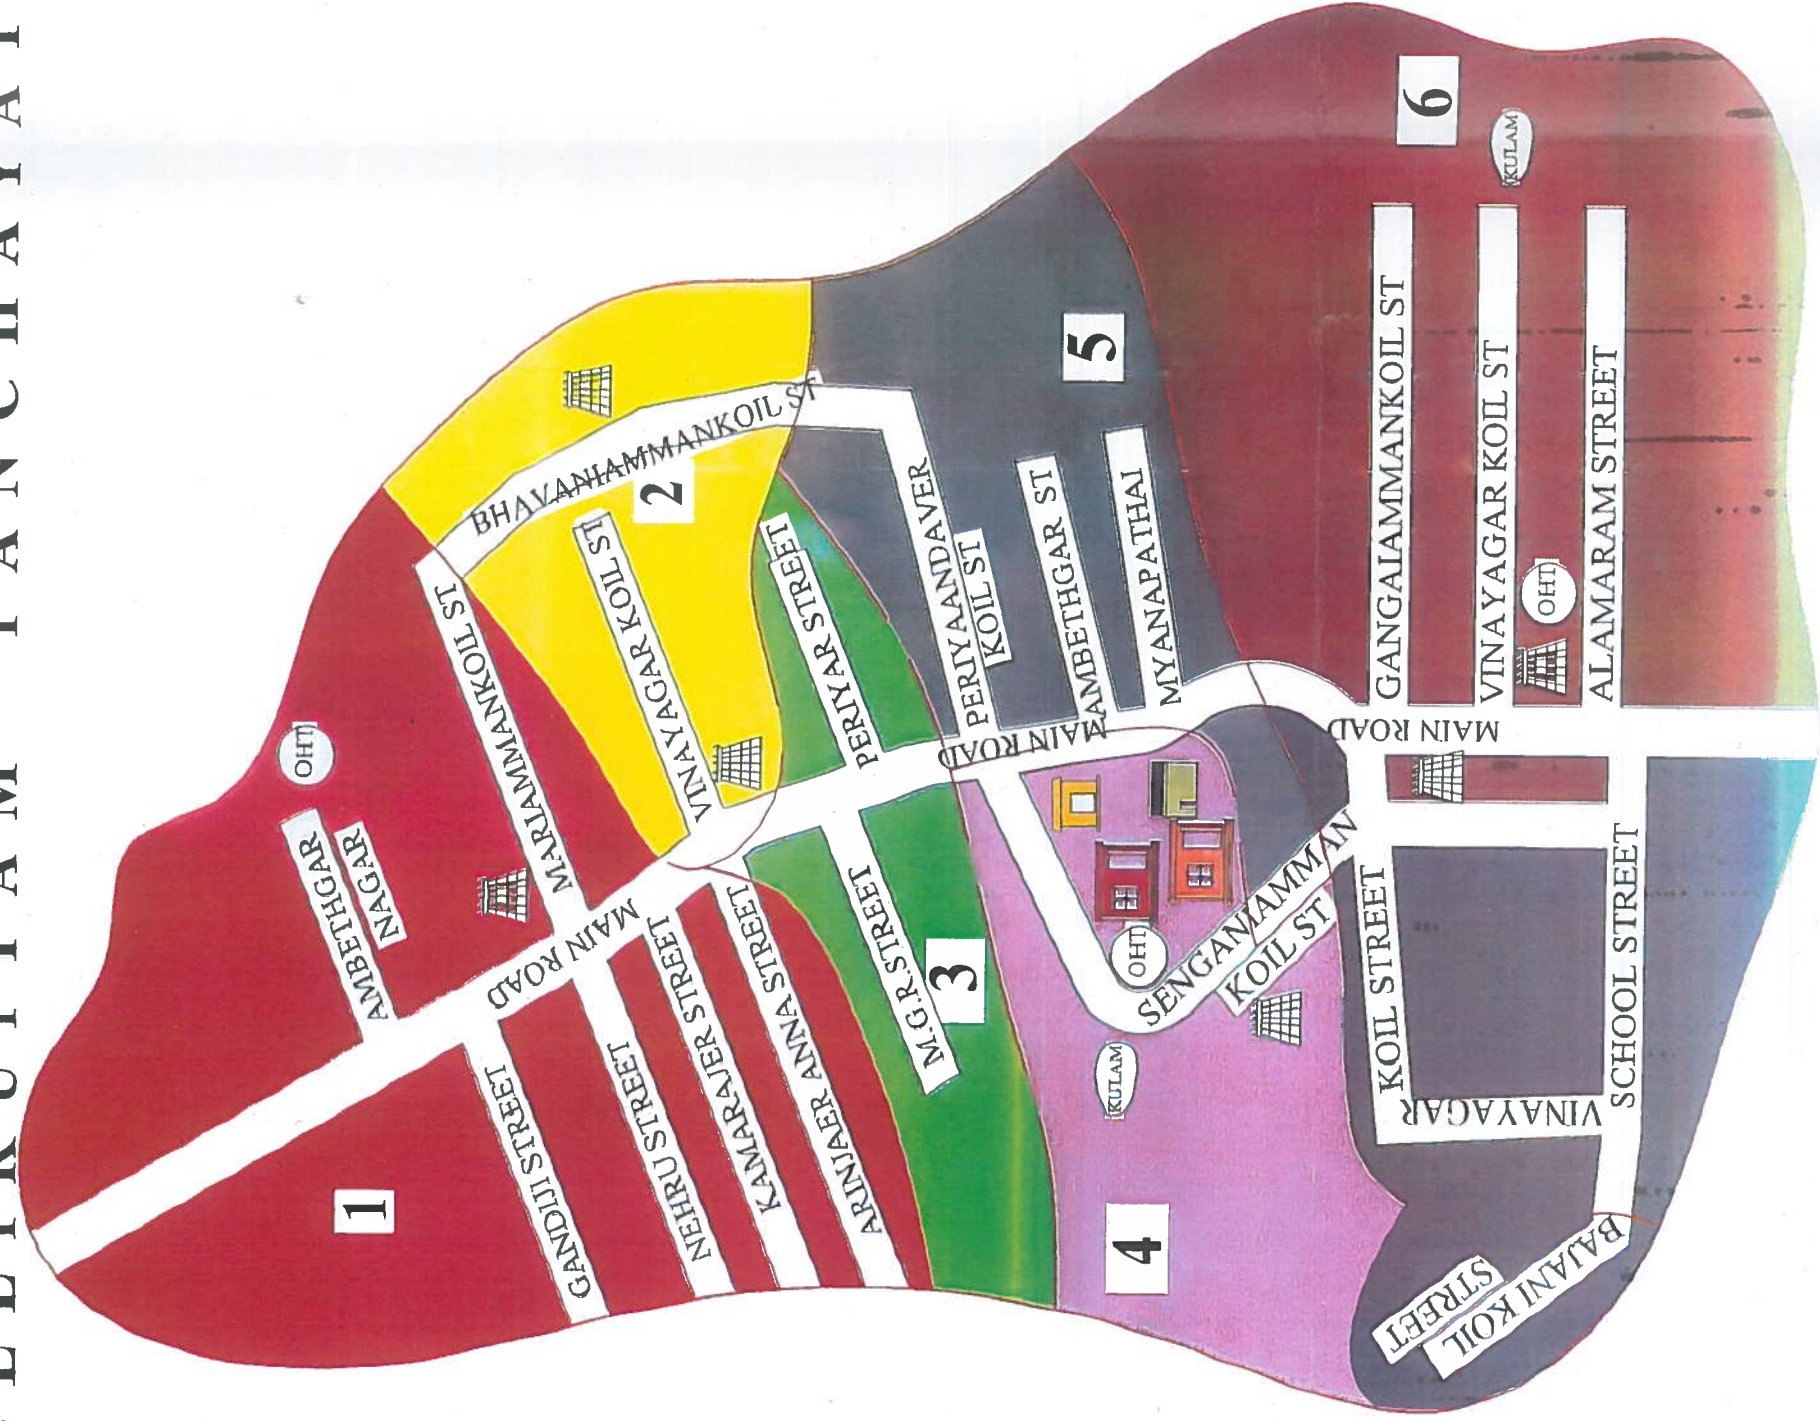 PANCHAYAT
1
OHT
AMBETHGAR
NAGAR
MARIAMMANKOIL ST
MAIN
ROAD
GANDIJI STREET
NEHRU STREET
KAMARAJER STREET
ARINJAER ANNA STREET
2
BHAVANIAMMANKOIL ST
VINAYAGAR KOIL ST
3
PERIYAR STREET
M.G.R.STREET
4
OHT
KULAM
SENGANIAMMAN
KOIL ST
5
PERIYAANDAVER
KOIL ST
AMBETHGAR ST
MYANAPATHAI
MAIN
ROAD
6
KULAM
GANGAIAMMANKOIL ST
VINAYAGAR KOIL ST
OHT
ALAMARAM STREET
MAIN
ROAD
KOIL STREET
VINAYAGAR
SCHOOL STREET
BAJANI KOIL
STREET